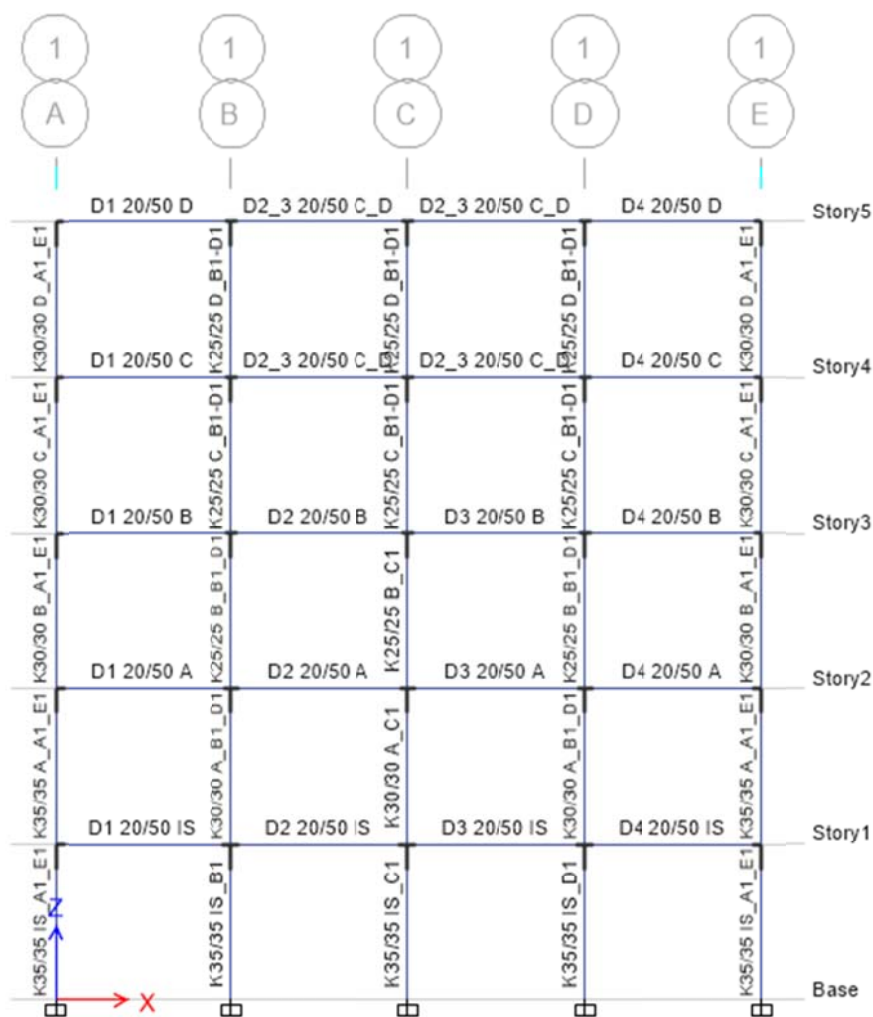 1 1 1 1 1
A B C D E
D1 20/50 D D2_3 20/50 C_D D2_3 20/50 C_D D4 20/50 D Story5
K30/30 D_A1_E1 K25/25 D_B1-D1 K25/25 D_B1-D1 K25/25 D_B1-D1 K30/30 D_A1_E1
D1 20/50 C D2_3 20/50 C_D D2_3 20/50 C_D D4 20/50 C Story4
K30/30 C_A1_E1 K25/25 C_B1-D1 K25/25 C_B1-D1 K25/25 C_B1-D1 K30/30 C_A1_E1
D1 20/50 B D2 20/50 B D3 20/50 B D4 20/50 B Story3
K30/30 B_A1_E1 K25/25 B_B1_D1 K25/25 B_C1 K25/25 B_B1_D1 K30/30 B_A1_E1
D1 20/50 A D2 20/50 A D3 20/50 A D4 20/50 A Story2
K35/35 A_A1_E1 K30/30 A_B1_D1 K30/30 A_C1 K30/30 A_B1_D1 K35/35 A_A1_E1
D1 20/50 IS D2 20/50 IS D3 20/50 IS D4 20/50 IS Story1
K35/35 IS_A1_E1 K35/35 IS_B1 K35/35 IS_C1 K35/35 IS_D1 K35/35 IS_A1_E1
Z
X
Base